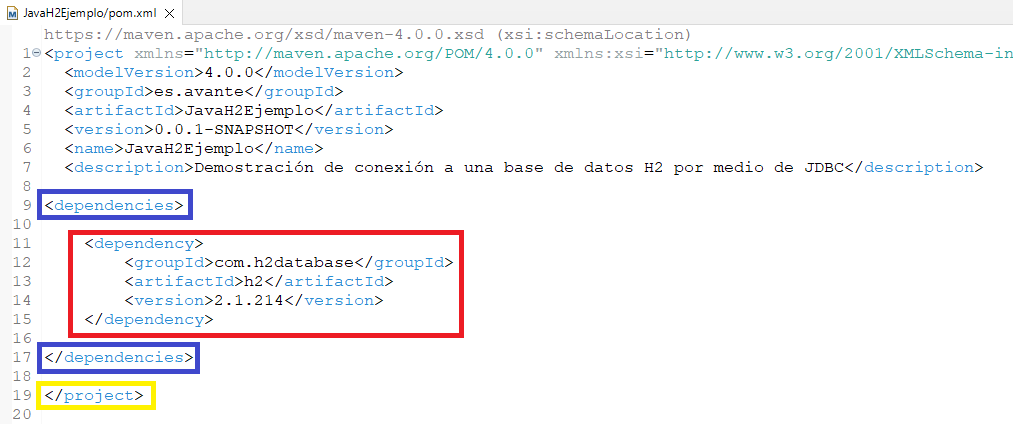 JavaH2Ejemplo/pom.xml
https://maven.apache.org/xsd/maven-4.0.0.xsd (xsi:schemaLocation)
1 <project xmlns="http://maven.apache.org/POM/4.0.0" xmlns:xsi="http://www.w3.org/2001/XMLSchema-in
2 <modelVersion>4.0.0</modelVersion>
3 <groupId>es.avante</groupId>
4 <artifactId>JavaH2Ejemplo</artifactId>
5 <version>0.0.1-SNAPSHOT</version>
6 <name>JavaH2Ejemplo</name>
7 <description>Demostración de conexión a una base de datos H2 por medio de JDBC</description>
8
9 <dependencies>
10
11 <dependency>
12 <groupId>com.h2database</groupId>
13 <artifactId>h2</artifactId>
14 <version>2.1.214</version>
15 </dependency>
16
17 </dependencies>
18
19 </project>
20